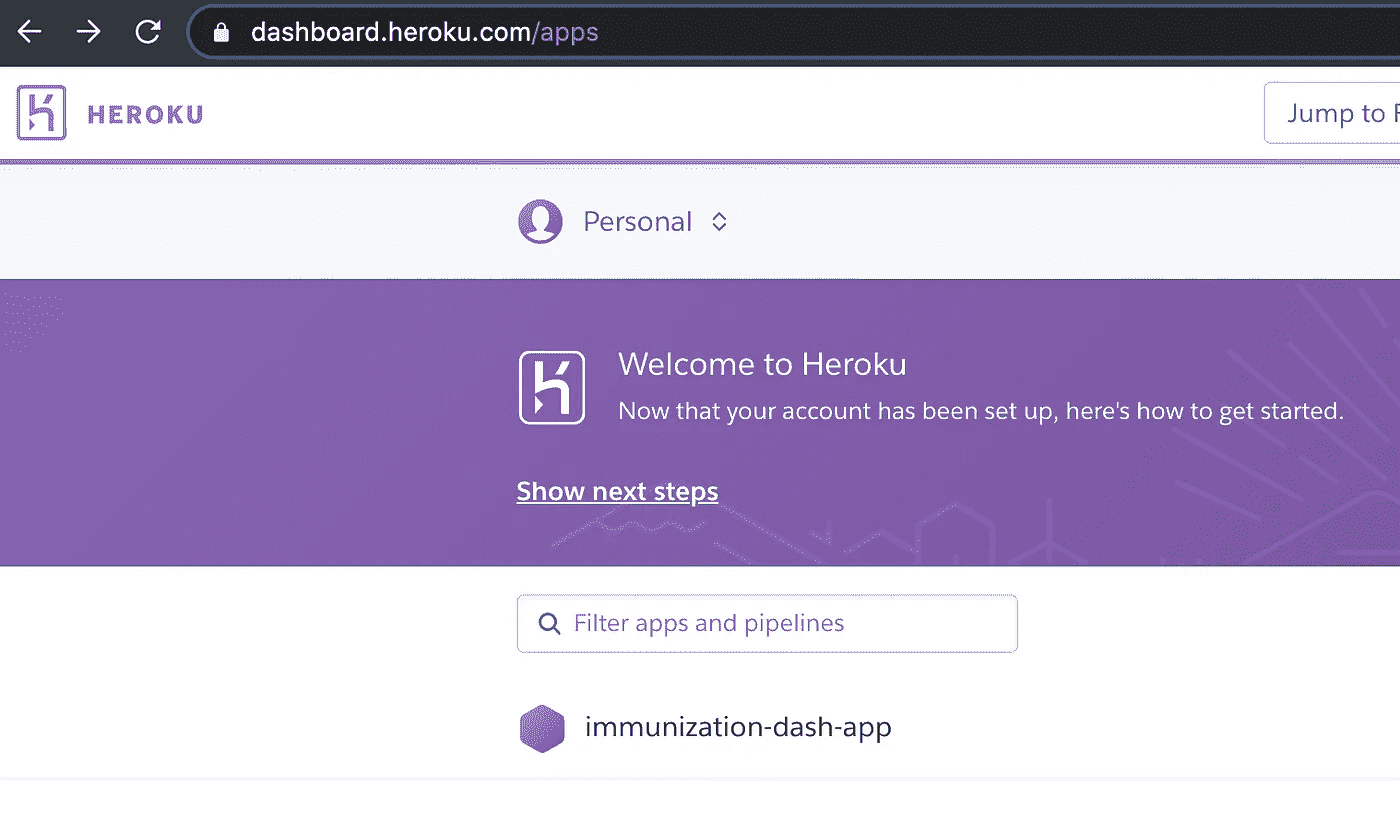 dashboard.heroku.com/apps
HEROKU
Jump to
Personal
Welcome to Heroku
Now that your account has been set up, here's how to get started.
Show next steps
Filter apps and pipelines
immunization-dash-app